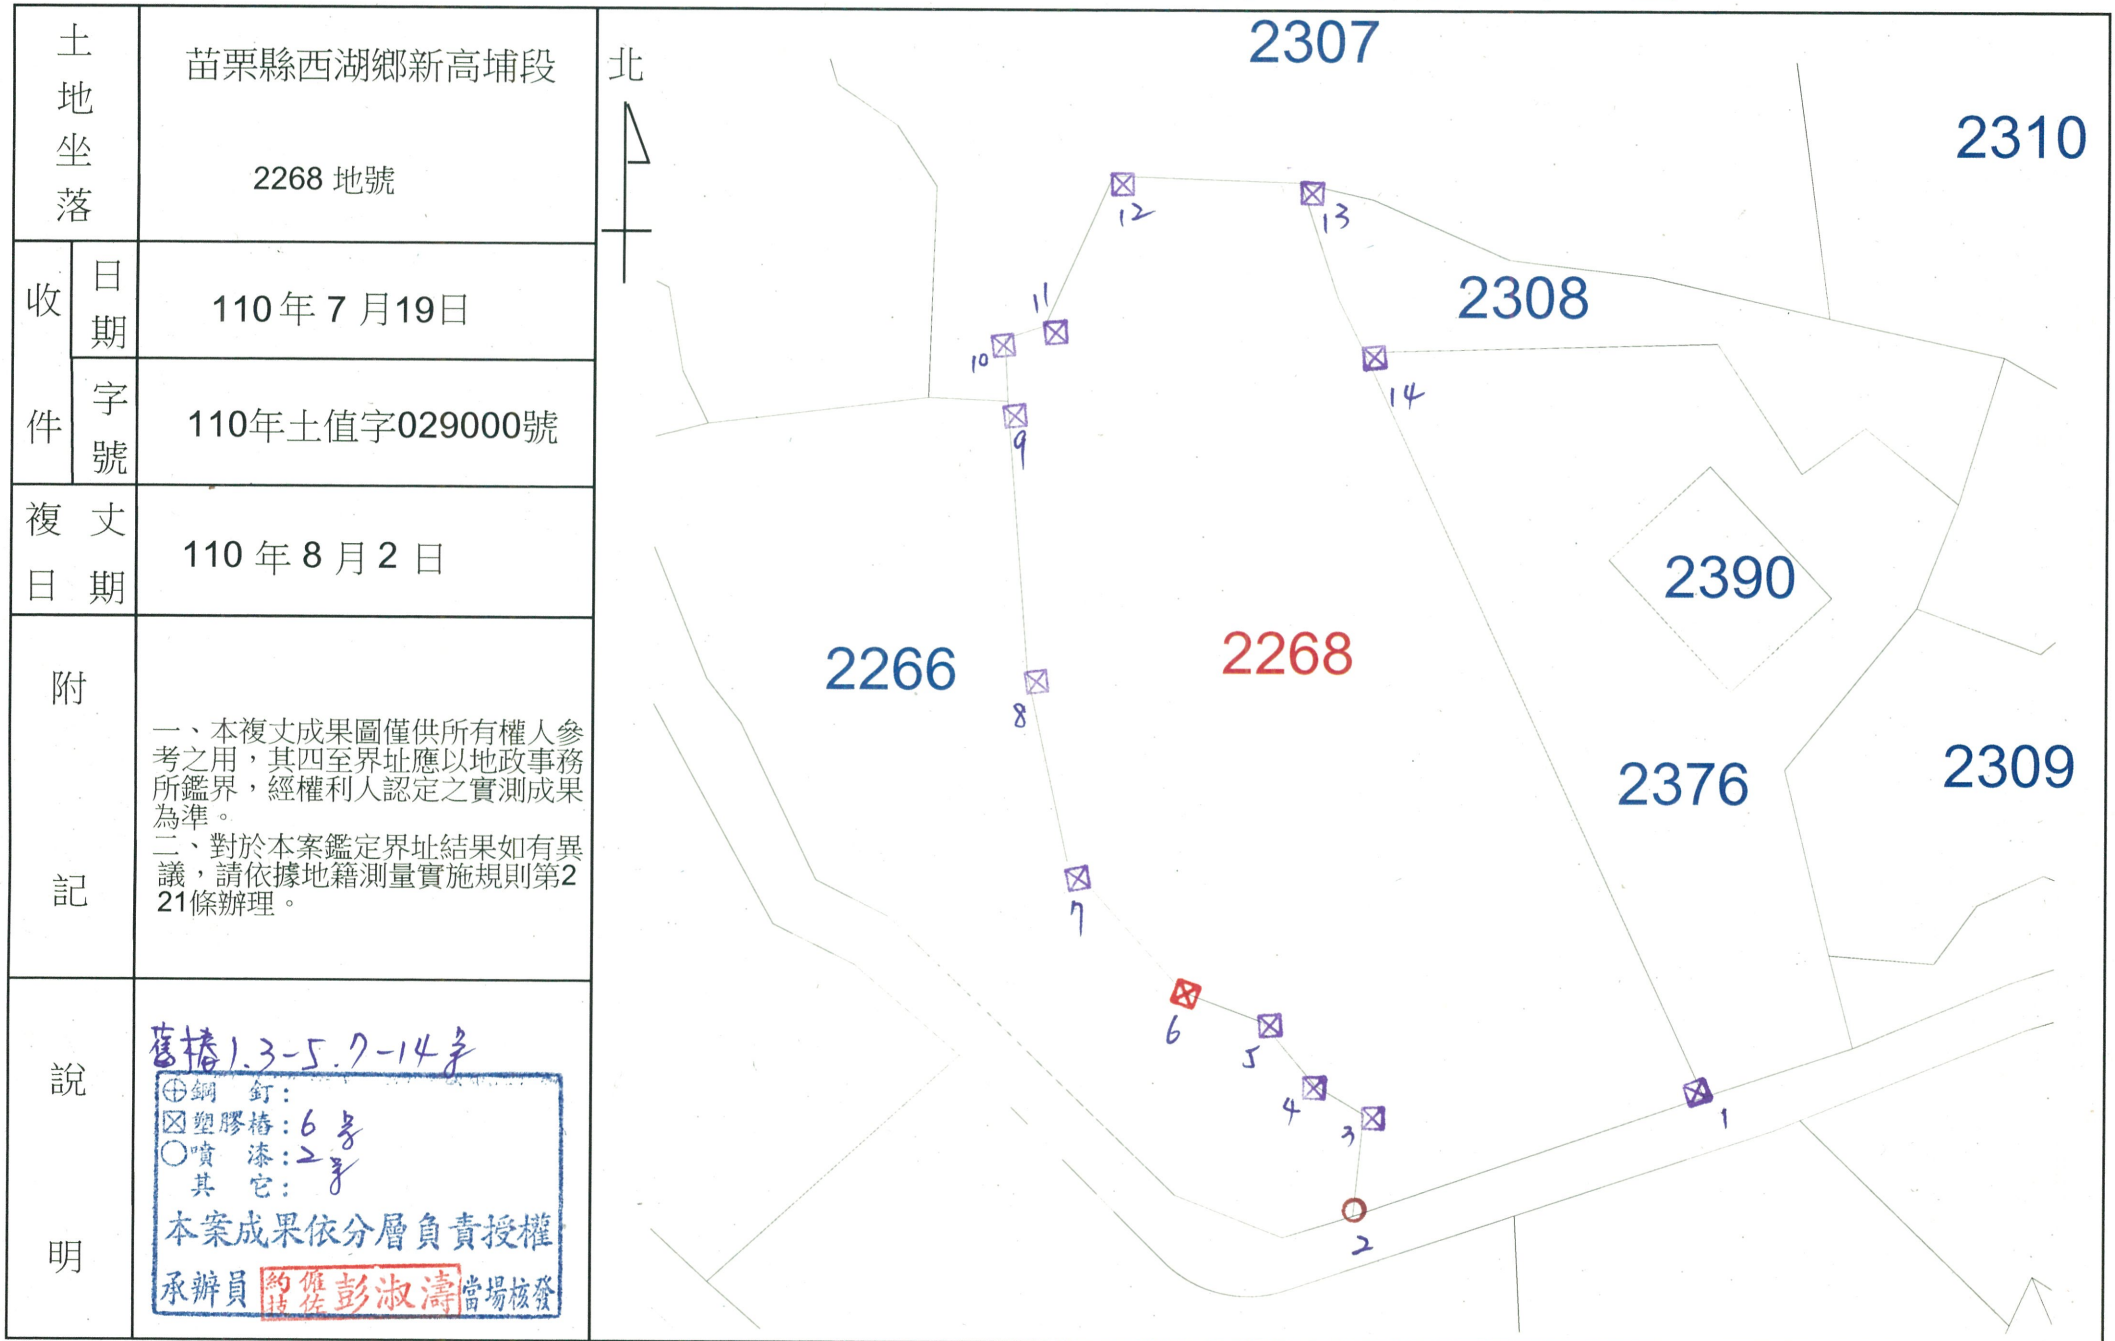 土地坐落
苗栗縣西湖鄉新高埔段
2268 地號
收件
日期
110 年 7 月19日
字號
110年土值字029000號
複丈日期
110 年 8 月 2 日
附記
一、本複丈成果圖僅供所有權人參
考之用，其四至界址應以地政事務
所鑑界，經權利人認定之實測成果
為準。
二、對於本案鑑定界址結果如有異
議，請依據地籍測量實施規則第2
21條辦理。
說明
舊樁1.3-5.7-14号
⊕鋼 釘：
☒塑膠樁：6号
○噴 漆：2号
其 它：
本案成果依分層負責授權
承辦員 約僱技佐 彭淑濤 當場核發
北
2307
2310
12
13
2308
11
10
14
9
2390
2266
2268
8
2376
2309
7
6
5
4
3
1
2